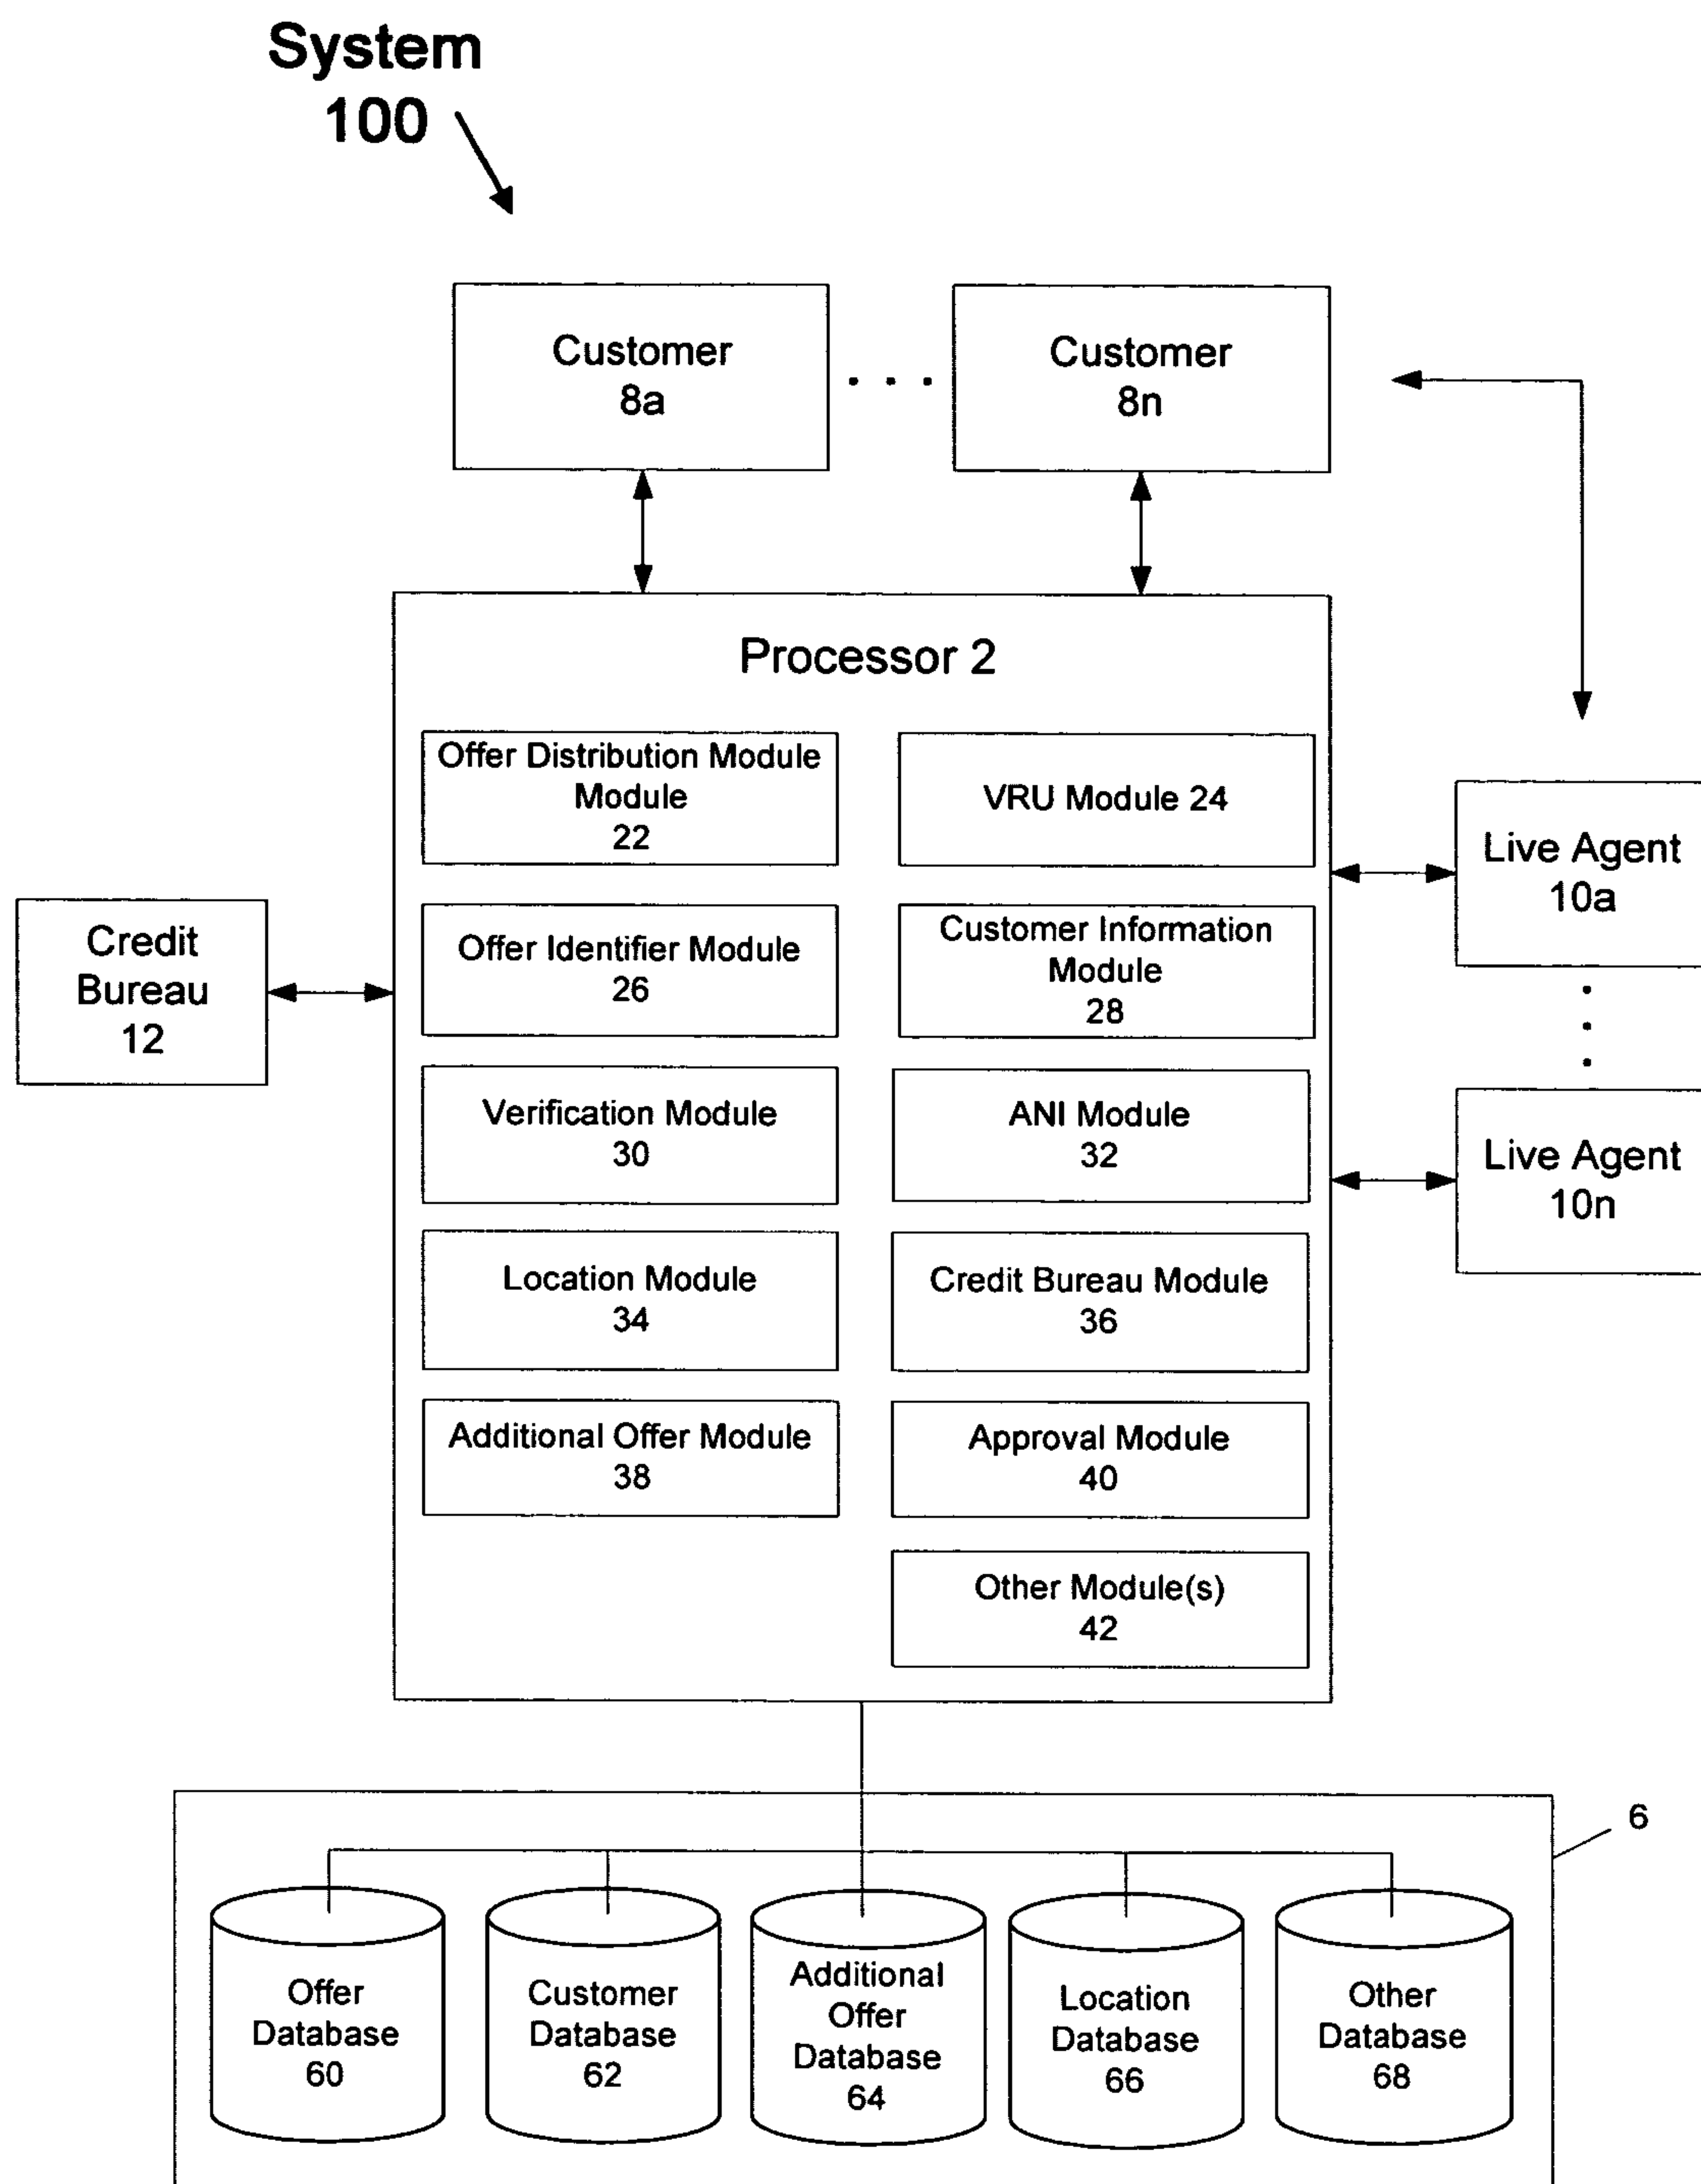 System
100
Customer
8a
. . .
Customer
8n
Processor 2
Offer Distribution Module
Module
22
VRU Module 24
Live Agent
10a
Credit
Bureau
12
Offer Identifier Module
26
Customer Information
Module
28
Verification Module
30
ANI Module
32
Live Agent
10n
Location Module
34
Credit Bureau Module
36
Additional Offer Module
38
Approval Module
40
Other Module(s)
42
6
Offer
Database
60
Customer
Database
62
Additional
Offer
Database
64
Location
Database
66
Other
Database
68